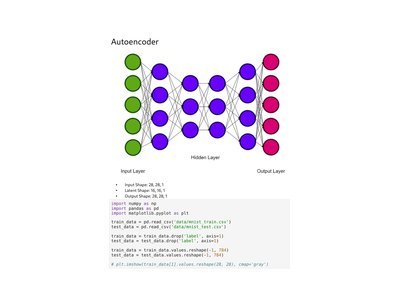 Autoencoder
Hidden Layer
Input Layer
Output Layer
• Input Shape: 28, 28, 1
• Latent Shape: 16, 16, 1
• Output Shape: 28, 28, 1
import numpy as np
import pandas as pd
import matplotlib.pyplot as plt
train_data = pd.read_csv('data/mnist_train.csv')
test_data = pd.read_csv('data/mnist_test.csv')
train_data = train_data.drop('label', axis=1)
test_data = test_data.drop('label', axis=1)
train_data = train_data.values.reshape(-1, 784)
test_data = test_data.values.reshape(-1, 784)
# plt.imshow(train_data[1].values.reshape(28, 28), cmap='gray')